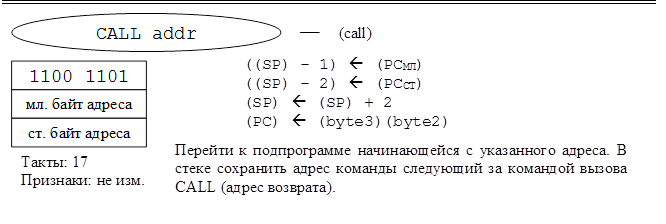 CALL addr — (call)
1100 1101
мл. байт адреса
ст. байт адреса
Такты: 17
Признаки: не изм.
((SP) - 1) 🡨 (PCмл)
((SP) - 2) 🡨 (PCст)
(SP) 🡨 (SP) + 2
(PC) 🡨 (byte3)(byte2)
Перейти к подпрограмме начинающейся с указанного адреса. В
стеке сохранить адрес команды следующий за командой вызова
CALL (адрес возврата).